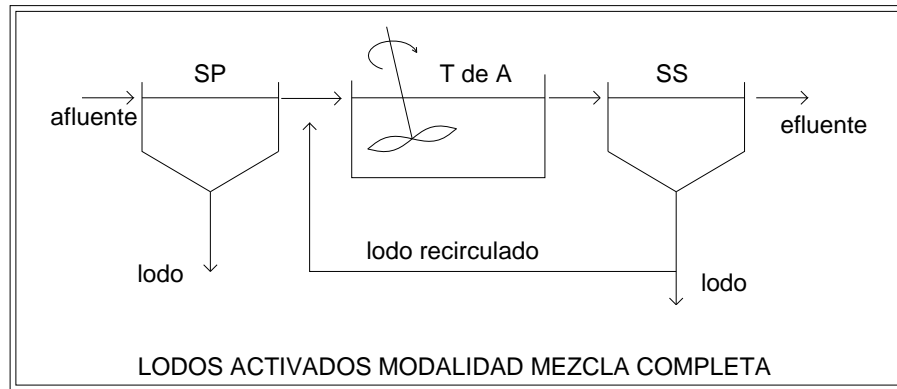 SP
T de A
SS
afluente
efluente
lodo recirculado
lodo
lodo
LODOS ACTIVADOS MODALIDAD MEZCLA COMPLETA